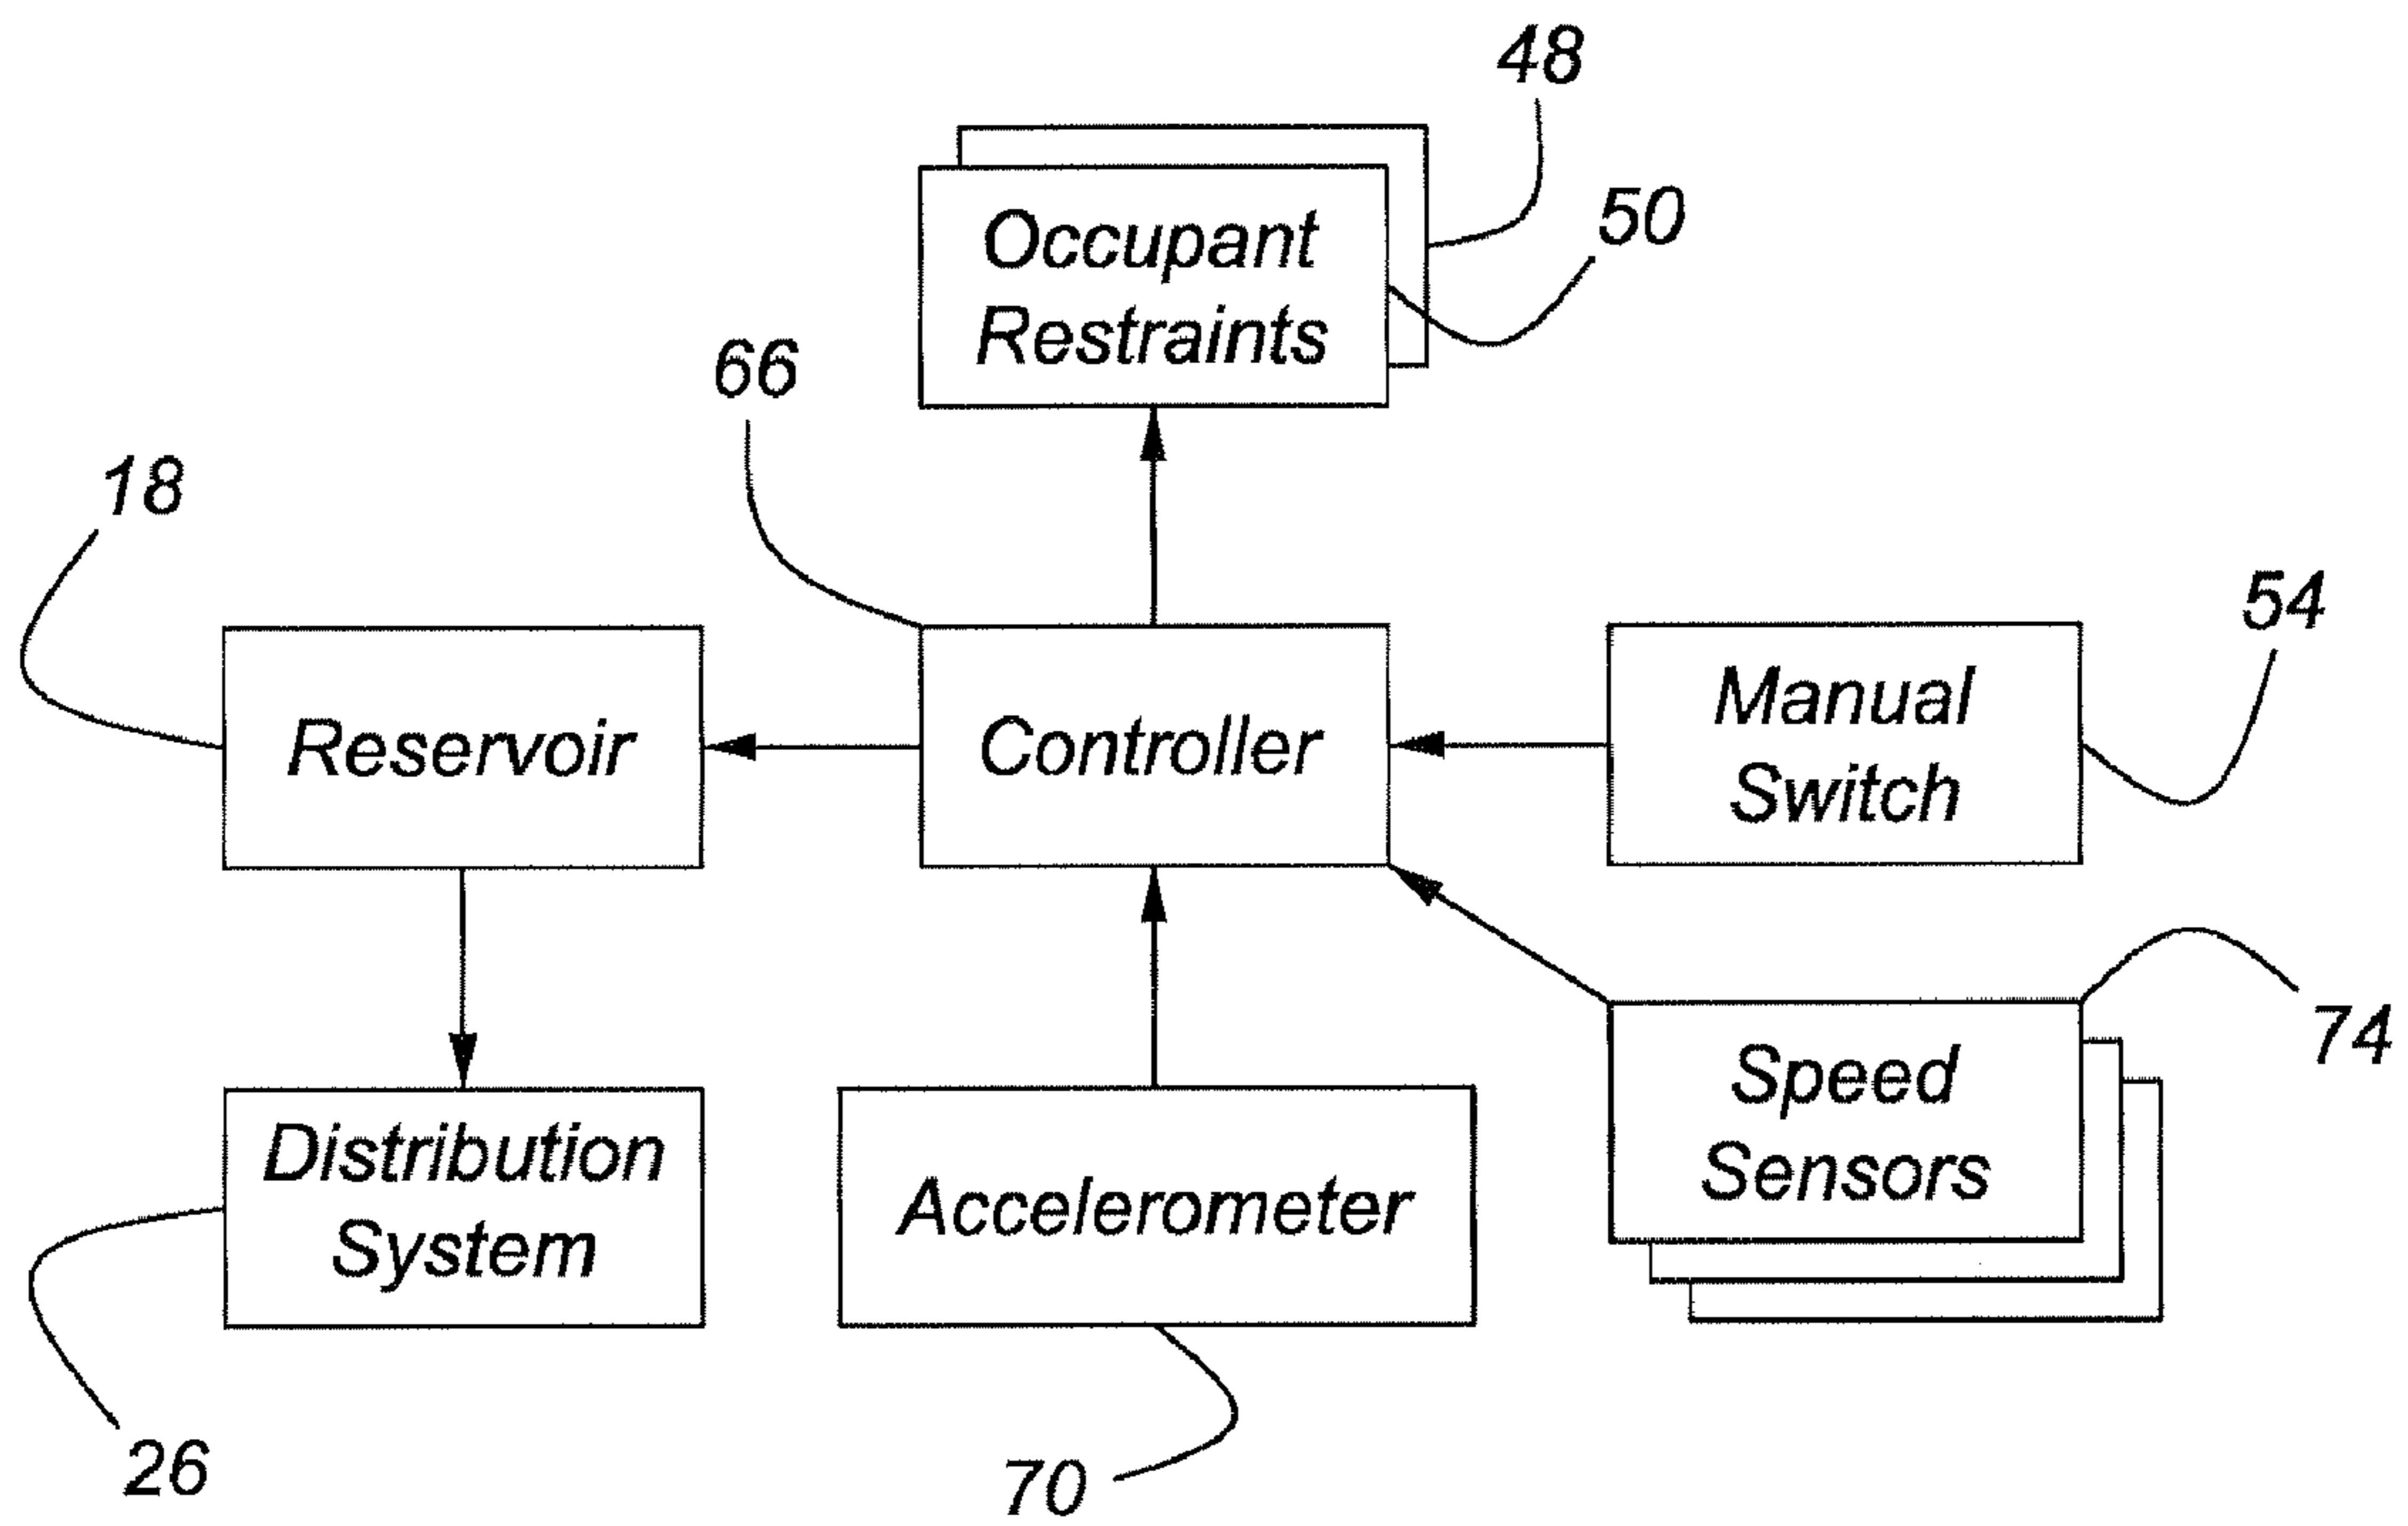 48
50
Occupant
Restraints
66
18
54
Reservoir
Controller
Manual
Switch
74
Distribution
System
Accelerometer
Speed
Sensors
26
70